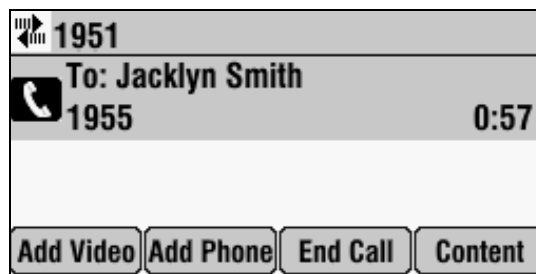 1951
To: Jacklyn Smith
1955 0:57
Add Video Add Phone End Call Content